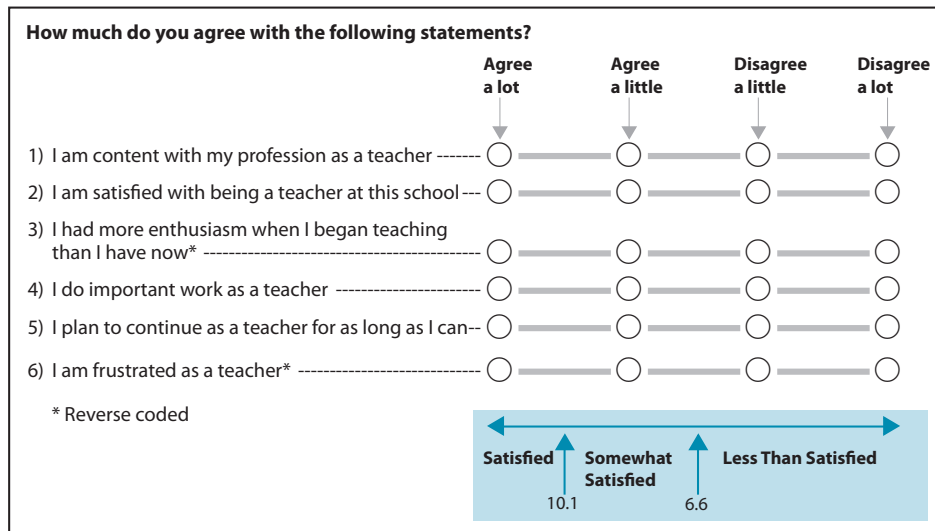 How much do you agree with the following statements?
Agree a lot
Agree a little
Disagree a little
Disagree a lot
1) I am content with my profession as a teacher -------
2) I am satisfied with being a teacher at this school ---
3) I had more enthusiasm when I began teaching
than I have now* --------------------------------------------
4) I do important work as a teacher -----------------------
5) I plan to continue as a teacher for as long as I can--
6) I am frustrated as a teacher* -----------------------------
* Reverse coded
Satisfied
Somewhat Satisfied
Less Than Satisfied
10.1
6.6